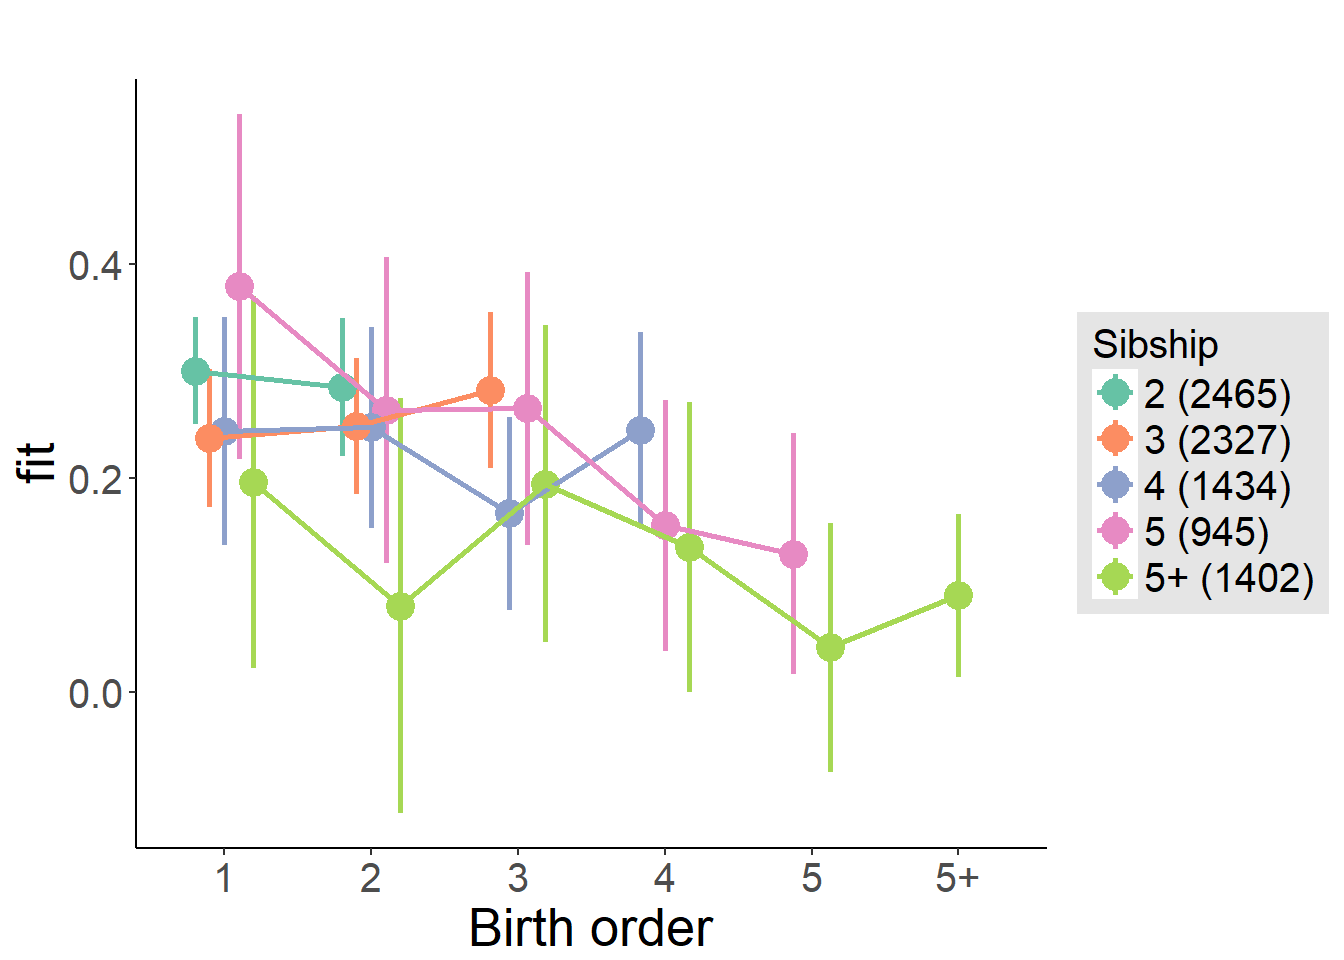 fit
0.4
0.2
0.0
1 2 3 4 5 5+
Birth order
Sibship
2 (2465)
3 (2327)
4 (1434)
5 (945)
5+ (1402)